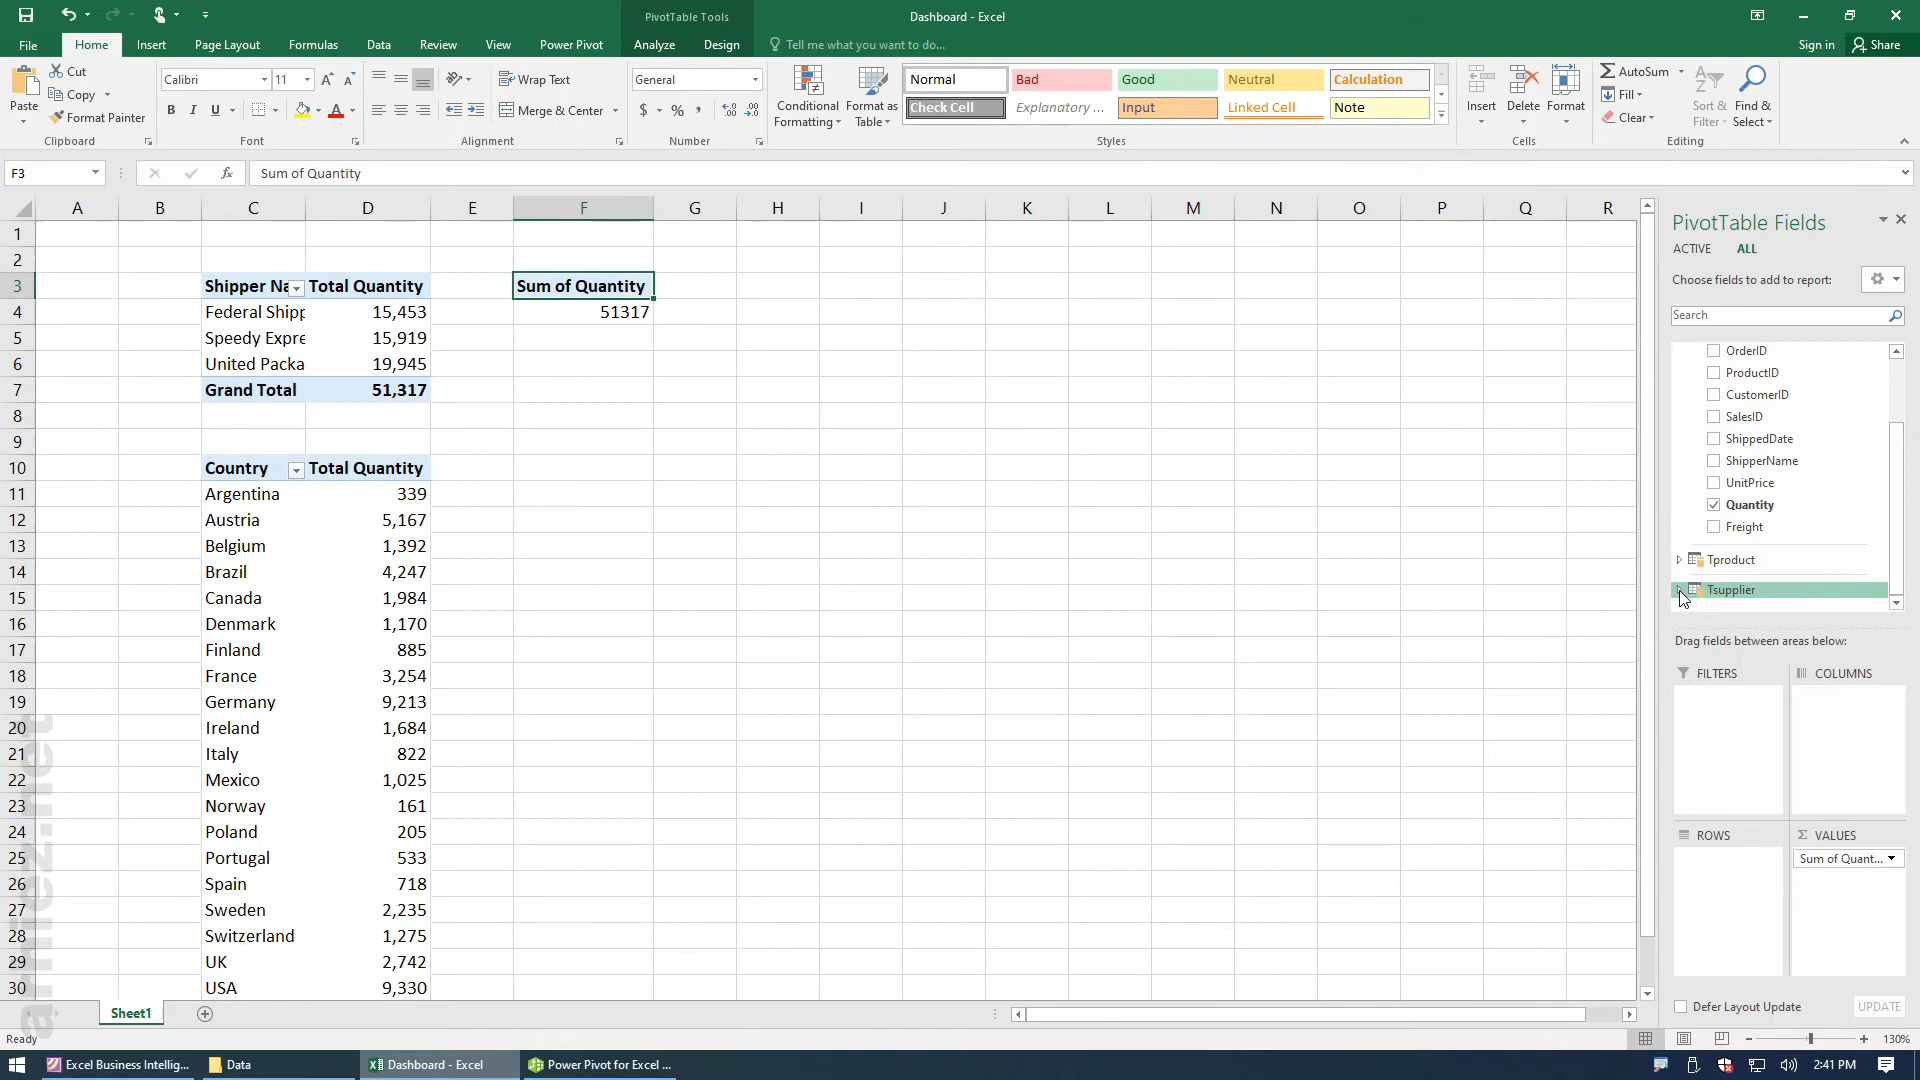 PivotTable Tools
Dashboard - Excel
File Home Insert Page Layout Formulas Data Review View Power Pivot Analyze Design Tell me what you want to do... Sign in Share
Paste Cut Copy Format Painter
Clipboard
Calibri 11 B I U A A A
Font
Wrap Text Merge & Center
Alignment
General $ % ,
Number
Conditional Formatting Format as Table
Normal Bad Good Neutral Calculation
Check Cell Explanatory ... Input Linked Cell Note
Styles
Insert Delete Format
Cells
AutoSum Fill Clear Sort & Filter Find & Select
Editing
F3 fx Sum of Quantity
A B C D E F G H I J K L M N O P Q R
1
2
3 Shipper Na Total Quantity Sum of Quantity
4 Federal Shipp 15,453 51317
5 Speedy Expre 15,919
6 United Packa 19,945
7 Grand Total 51,317
8
9
10 Country Total Quantity
11 Argentina 339
12 Austria 5,167
13 Belgium 1,392
14 Brazil 4,247
15 Canada 1,984
16 Denmark 1,170
17 Finland 885
18 France 3,254
19 Germany 9,213
20 Ireland 1,684
21 Italy 822
22 Mexico 1,025
23 Norway 161
24 Poland 205
25 Portugal 533
26 Spain 718
27 Sweden 2,235
28 Switzerland 1,275
29 UK 2,742
30 USA 9,330
PivotTable Fields
ACTIVE ALL
Choose fields to add to report:
Search
OrderID
ProductID
CustomerID
SalesID
ShippedDate
ShipperName
UnitPrice
Quantity
Freight
Tproduct
Tsupplier
Drag fields between areas below:
FILTERS COLUMNS
ROWS Σ VALUES
Sum of Quant...
Defer Layout Update UPDATE
Sheet1
Ready 130%
Excel Business Intellig... Data Dashboard - Excel Power Pivot for Excel ... 2:41 PM